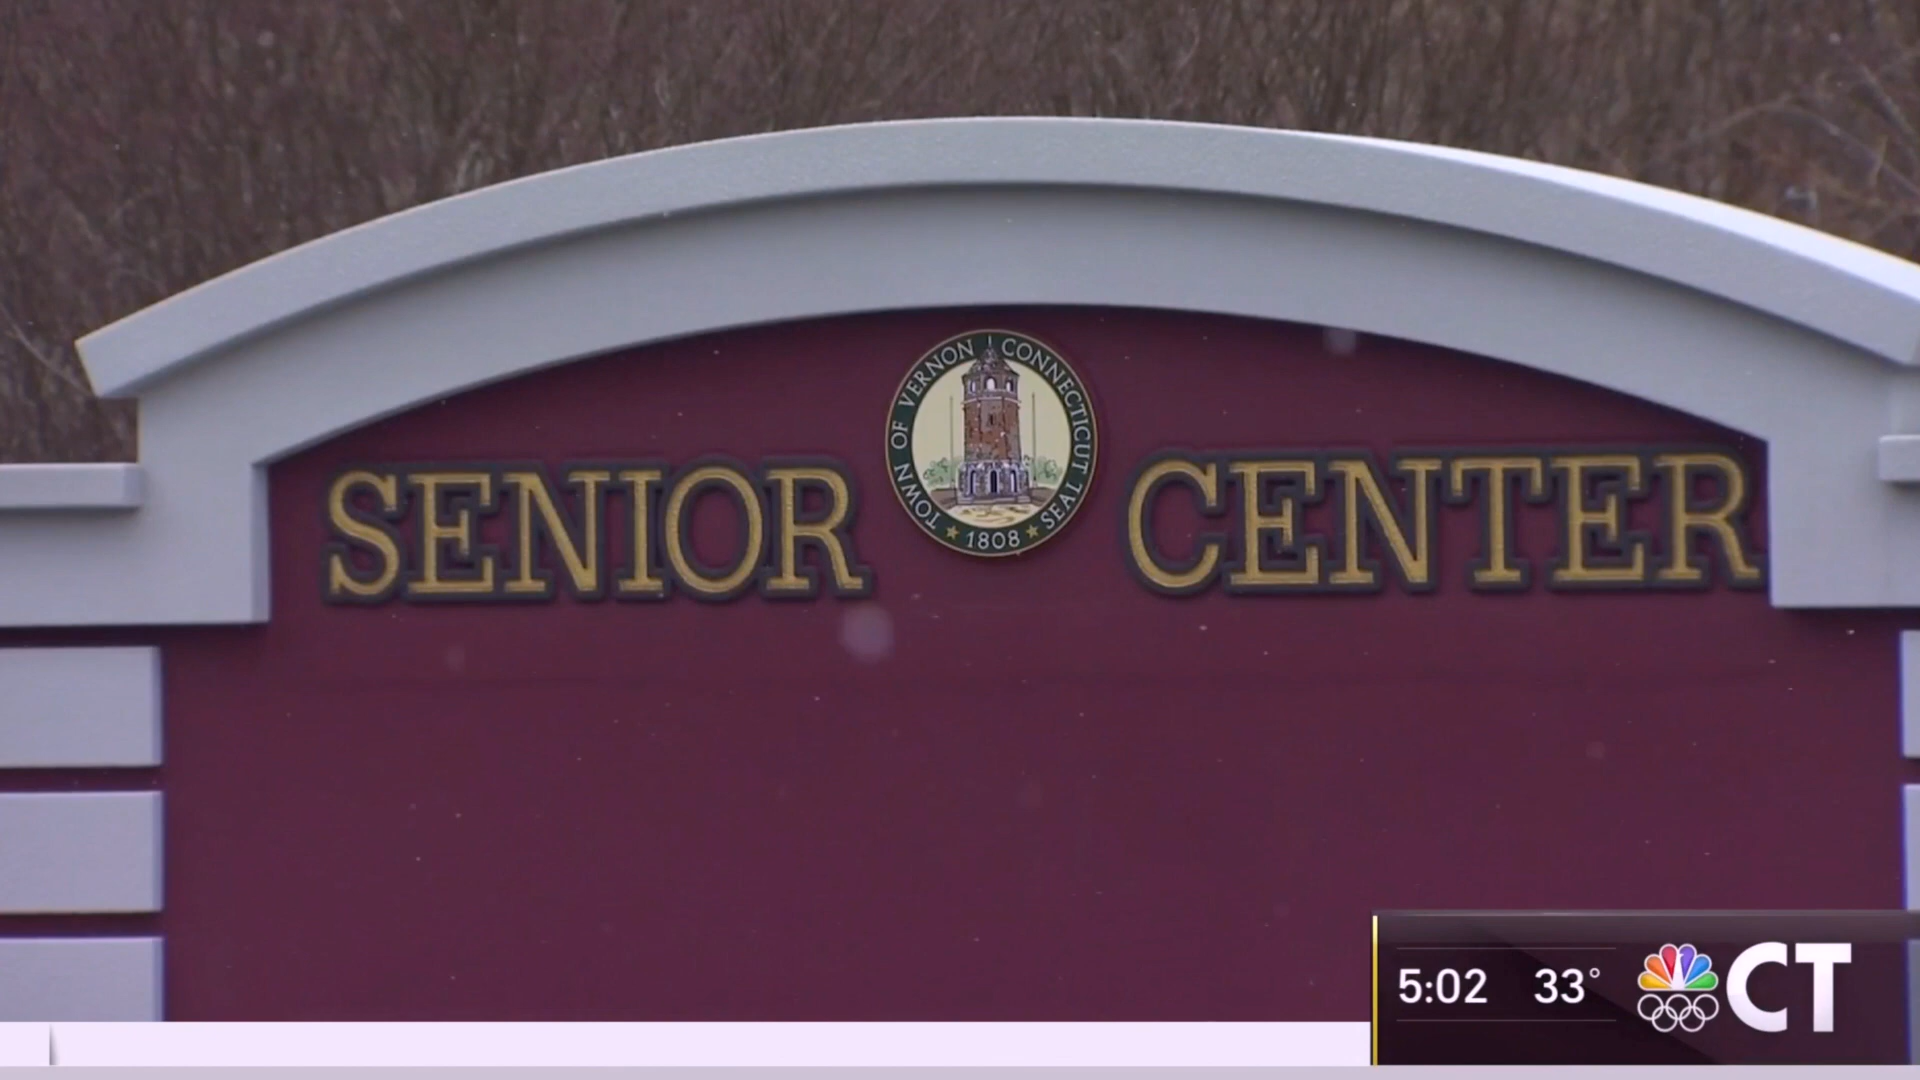 SENIOR CENTER
TOWN OF VERNON CONNECTICUT SEAL
1808
5:02 33° CT